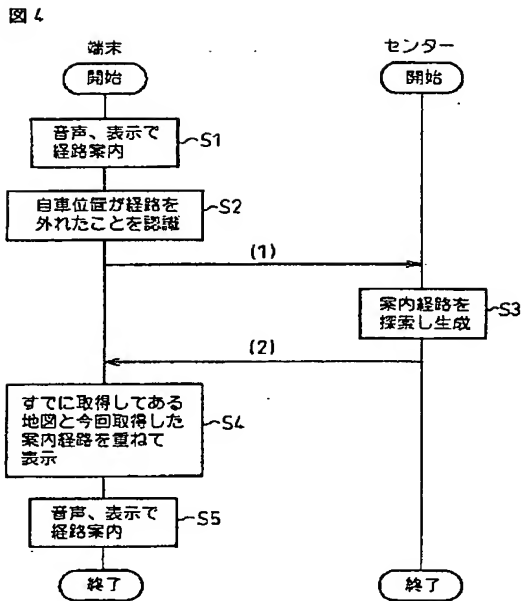 図4
端末
センター
開始
開始
音声、表示で
経路案内
S1
自車位置が経路を
外れたことを認識
S2
(1)
案内経路を
探索し生成
S3
(2)
すでに取得してある
地図と今回取得した
案内経路を重ねて
表示
S4
音声、表示で
経路案内
S5
終了
終了